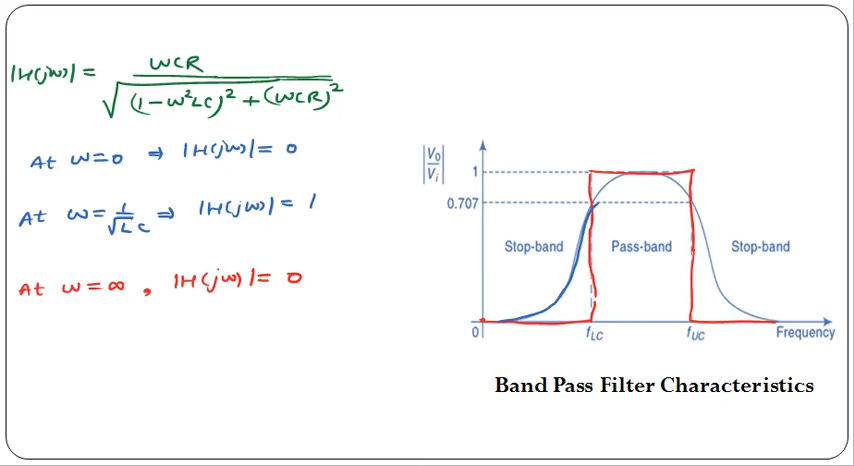 |H(jω)| = ωCR / √(1-ω²LC)² + (ωCR)²
At ω=0 ⇒ |H(jω)| = 0
At ω = 1/√LC ⇒ |H(jω)| = 1
At ω = ∞ , |H(jω)| = 0
|V₀/Vᵢ|
1
0.707
Stop-band Pass-band Stop-band
0 fLC fUC Frequency
Band Pass Filter Characteristics